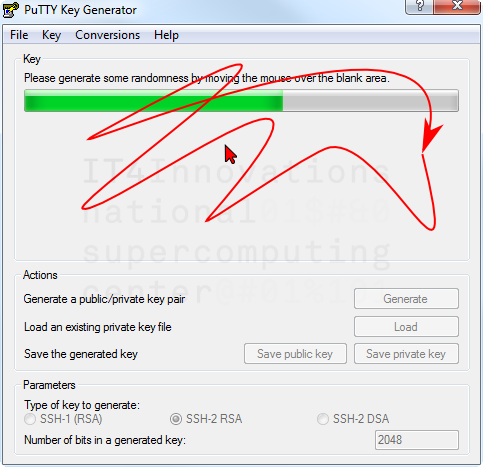 PuTTY Key Generator
? X
File Key Conversions Help
Key
Please generate some randomness by moving the mouse over the blank area.
IT4Innovations
national
supercomputing
center
Actions
Generate a public/private key pair Generate
Load an existing private key file Load
Save the generated key Save public key Save private key
Parameters
Type of key to generate:
SSH-1 (RSA) SSH-2 RSA SSH-2 DSA
Number of bits in a generated key: 2048